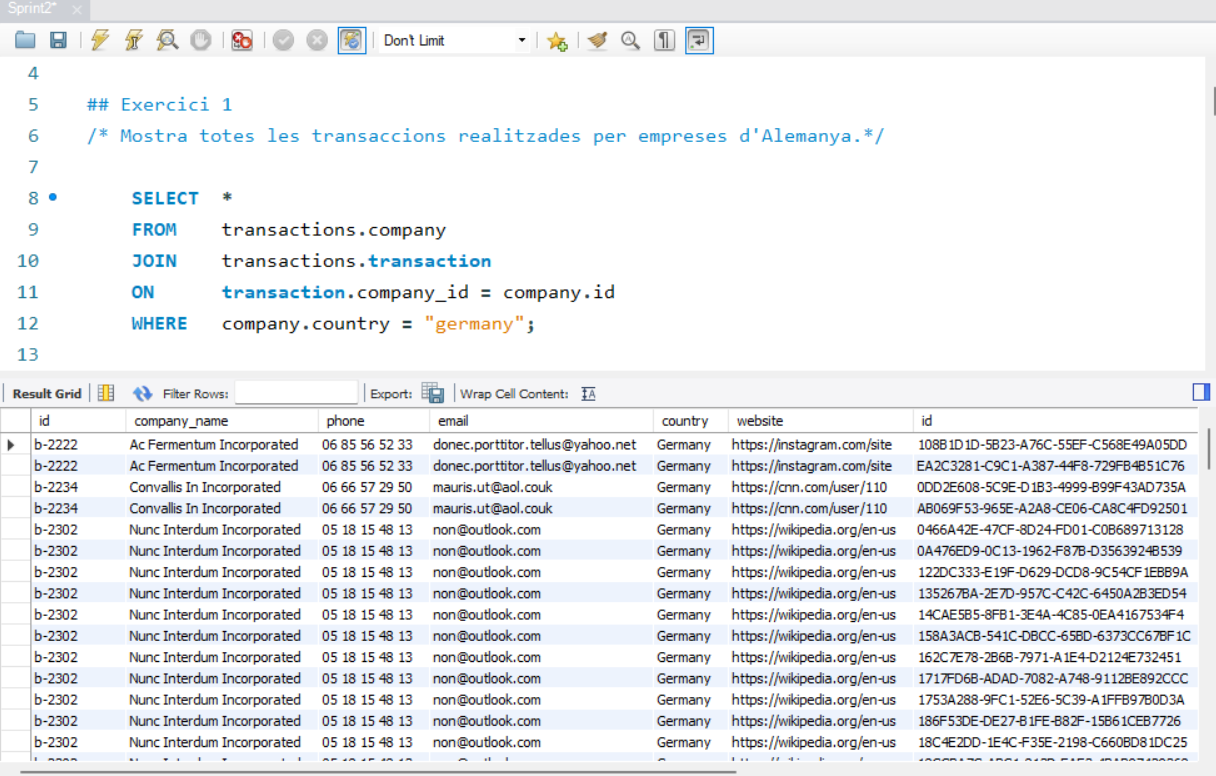 Sprint2*
Don't Limit
4
5 ## Exercici 1
6 /* Mostra totes les transaccions realitzades per empreses d'Alemanya.*/
7
8 SELECT *
9 FROM transactions.company
10 JOIN transactions.transaction
11 ON transaction.company_id = company.id
12 WHERE company.country = "germany";
13
Result Grid Filter Rows: Export: Wrap Cell Content:
id company_name phone email country website id
b-2222 Ac Fermentum Incorporated 06 85 56 52 33 donec.porttitor.tellus@yahoo.net Germany https://instagram.com/site 108B1D1D-5B23-A76C-55EF-C568E49A05DD
b-2222 Ac Fermentum Incorporated 06 85 56 52 33 donec.porttitor.tellus@yahoo.net Germany https://instagram.com/site EA2C3281-C9C1-A387-44F8-729FB4B51C76
b-2234 Convallis In Incorporated 06 66 57 29 50 mauris.ut@aol.couk Germany https://cnn.com/user/110 0DD2E608-5C9E-D1B3-4999-B99F43AD735A
b-2234 Convallis In Incorporated 06 66 57 29 50 mauris.ut@aol.couk Germany https://cnn.com/user/110 AB069F53-965E-A2A8-CE06-CA8C4FD92501
b-2302 Nunc Interdum Incorporated 05 18 15 48 13 non@outlook.com Germany https://wikipedia.org/en-us 0466A42E-47CF-8D24-FD01-C0B689713128
b-2302 Nunc Interdum Incorporated 05 18 15 48 13 non@outlook.com Germany https://wikipedia.org/en-us 0A476ED9-0C13-1962-F87B-D3563924B539
b-2302 Nunc Interdum Incorporated 05 18 15 48 13 non@outlook.com Germany https://wikipedia.org/en-us 122DC333-E19F-D629-DCD8-9C54CF1EBB9A
b-2302 Nunc Interdum Incorporated 05 18 15 48 13 non@outlook.com Germany https://wikipedia.org/en-us 135267BA-2E7D-957C-C42C-6450A2B3ED54
b-2302 Nunc Interdum Incorporated 05 18 15 48 13 non@outlook.com Germany https://wikipedia.org/en-us 14CAE5B5-8FB1-3E4A-4C85-0EA4167534F4
b-2302 Nunc Interdum Incorporated 05 18 15 48 13 non@outlook.com Germany https://wikipedia.org/en-us 158A3ACB-541C-DBCC-65BD-6373CC67BF1C
b-2302 Nunc Interdum Incorporated 05 18 15 48 13 non@outlook.com Germany https://wikipedia.org/en-us 162C7E78-2B6B-7971-A1E4-D2124E732451
b-2302 Nunc Interdum Incorporated 05 18 15 48 13 non@outlook.com Germany https://wikipedia.org/en-us 1717FD6B-ADAD-7082-A748-9112BE892CCC
b-2302 Nunc Interdum Incorporated 05 18 15 48 13 non@outlook.com Germany https://wikipedia.org/en-us 1753A288-9FC1-52E6-5C39-A1FFB97B0D3A
b-2302 Nunc Interdum Incorporated 05 18 15 48 13 non@outlook.com Germany https://wikipedia.org/en-us 186F53DE-DE27-B1FE-B82F-15B61CEB7726
b-2302 Nunc Interdum Incorporated 05 18 15 48 13 non@outlook.com Germany https://wikipedia.org/en-us 18C4E2DD-1E4C-F35E-2198-C660BD81DC25